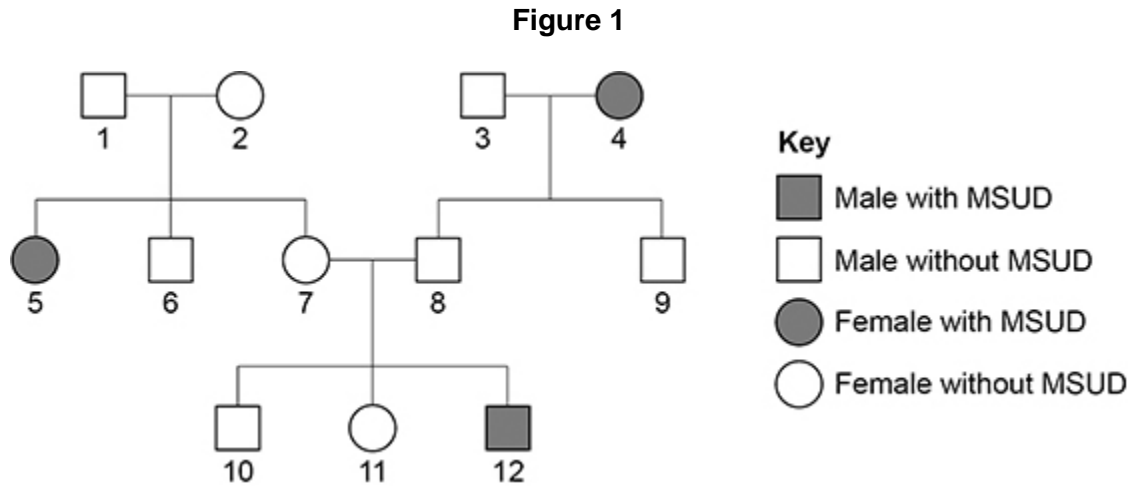 Figure 1
1 2 3 4
Key
Male with MSUD
Male without MSUD
Female with MSUD
Female without MSUD
5 6 7 8 9
10 11 12